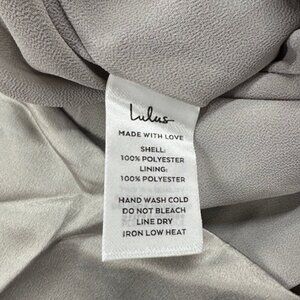 Lulus
MADE WITH LOVE
SHELL:
100% POLYESTER
LINING:
100% POLYESTER
HAND WASH COLD
DO NOT BLEACH
LINE DRY
IRON LOW HEAT